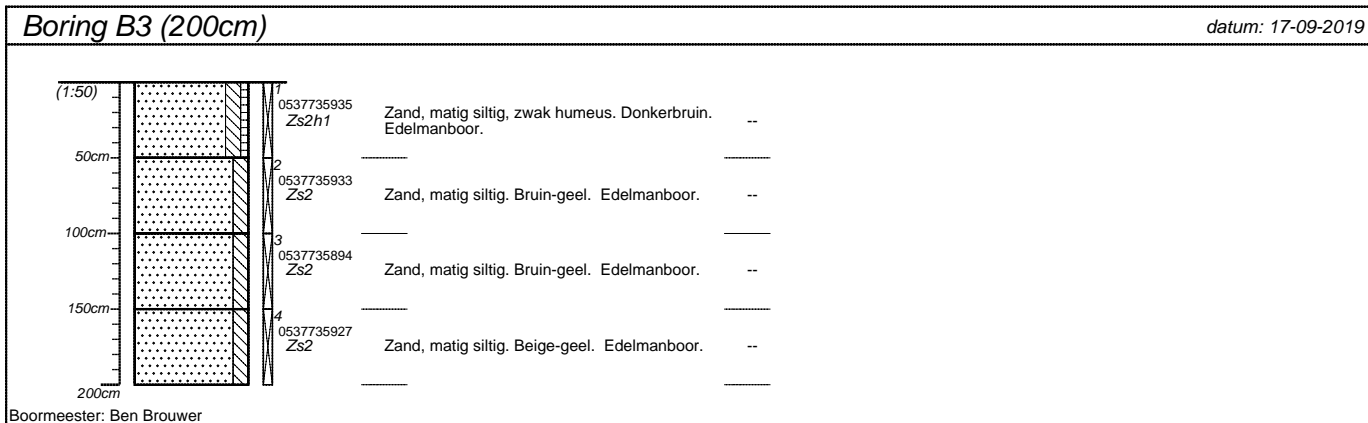 Boring B3 (200cm)
datum: 17-09-2019
(1:50)
1
0537735935
Zs2h1
Zand, matig siltig, zwak humeus. Donkerbruin.
Edelmanboor.
--
50cm
2
0537735933
Zs2
Zand, matig siltig. Bruin-geel. Edelmanboor.
--
100cm
3
0537735894
Zs2
Zand, matig siltig. Bruin-geel. Edelmanboor.
--
150cm
4
0537735927
Zs2
Zand, matig siltig. Beige-geel. Edelmanboor.
--
200cm
Boormeester: Ben Brouwer